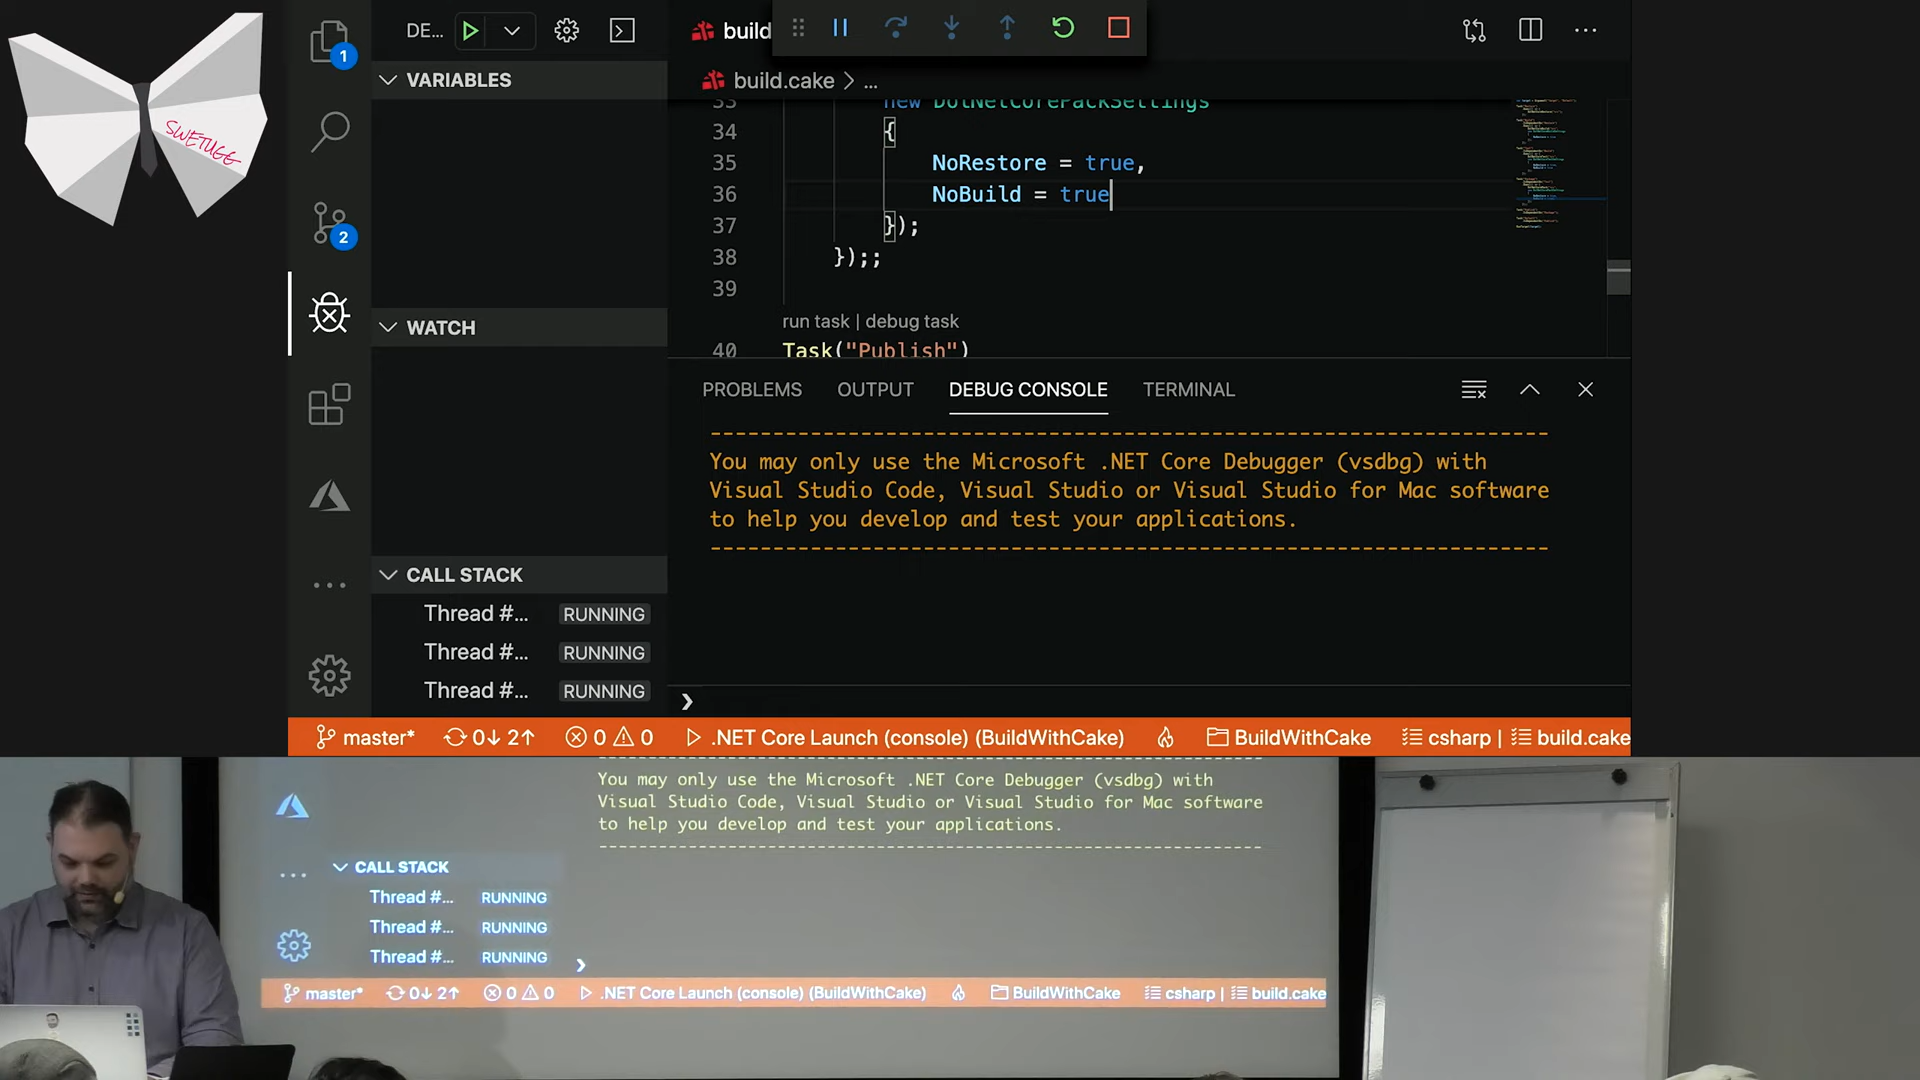 SWETUGG
1
2
DE...
VARIABLES
WATCH
CALL STACK
Thread #... RUNNING
Thread #... RUNNING
Thread #... RUNNING
build
build.cake > ...
33 new DotNetCorePackSettings
34 {
35 NoRestore = true,
36 NoBuild = true
37 });
38 });;
39
run task | debug task
40 Task("Publish")
PROBLEMS OUTPUT DEBUG CONSOLE TERMINAL
-------------------------------------------------------------------
You may only use the Microsoft .NET Core Debugger (vsdbg) with
Visual Studio Code, Visual Studio or Visual Studio for Mac software
to help you develop and test your applications.
-------------------------------------------------------------------
master* 0↓ 2↑ 0 0 .NET Core Launch (console) (BuildWithCake) BuildWithCake csharp | build.cake
You may only use the Microsoft .NET Core Debugger (vsdbg) with
Visual Studio Code, Visual Studio or Visual Studio for Mac software
to help you develop and test your applications.
-------------------------------------------------------------------
CALL STACK
Thread #... RUNNING
Thread #... RUNNING
Thread #... RUNNING
master* 0↓ 2↑ 0 0 .NET Core Launch (console) (BuildWithCake) BuildWithCake csharp | build.cake